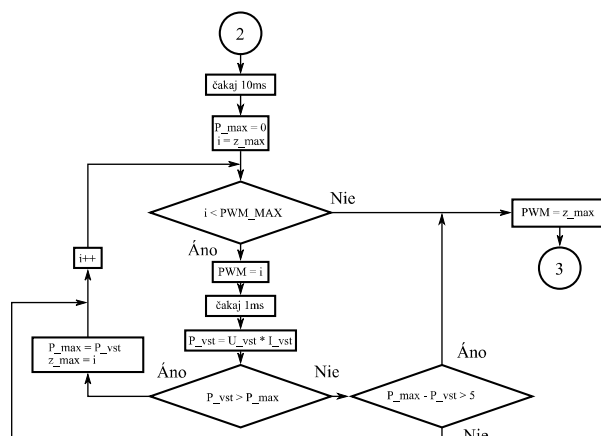 2
čakaj 10ms
P_max = 0
i = z_max
i < PWM_MAX
Nie
PWM = z_max
Áno
3
i++
PWM = i
čakaj 1ms
P_vst = U_vst * I_vst
P_max = P_vst
z_max = i
Áno
P_vst > P_max
Nie
P_max - P_vst > 5
Áno
Nie